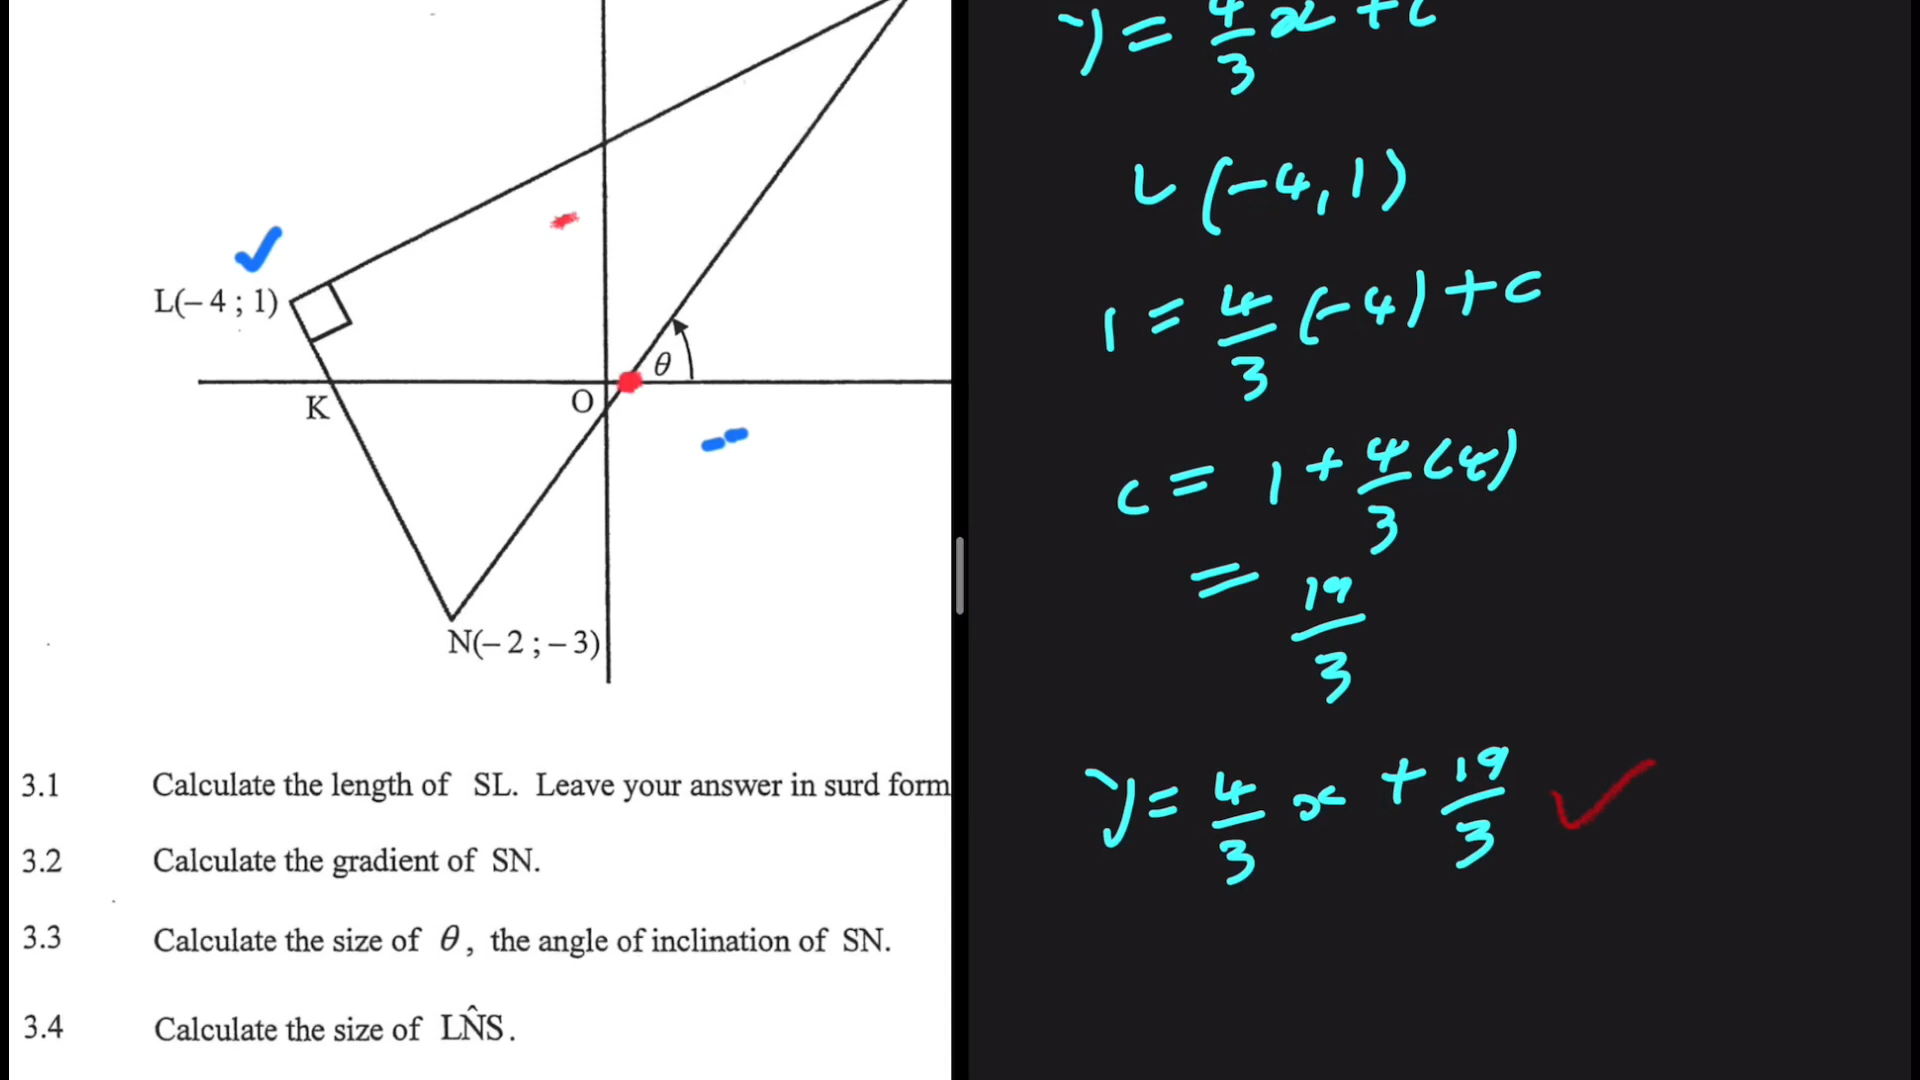 L(– 4 ; 1)
θ
K
O
N(– 2 ; – 3)
3.1 Calculate the length of SL. Leave your answer in surd form
3.2 Calculate the gradient of SN.
3.3 Calculate the size of θ, the angle of inclination of SN.
3.4 Calculate the size of LN̂S.
y = 4/3 x + c
L (-4, 1)
1 = 4/3 (-4) + c
c = 1 + 4/3 (4)
= 19/3
y = 4/3 x + 19/3